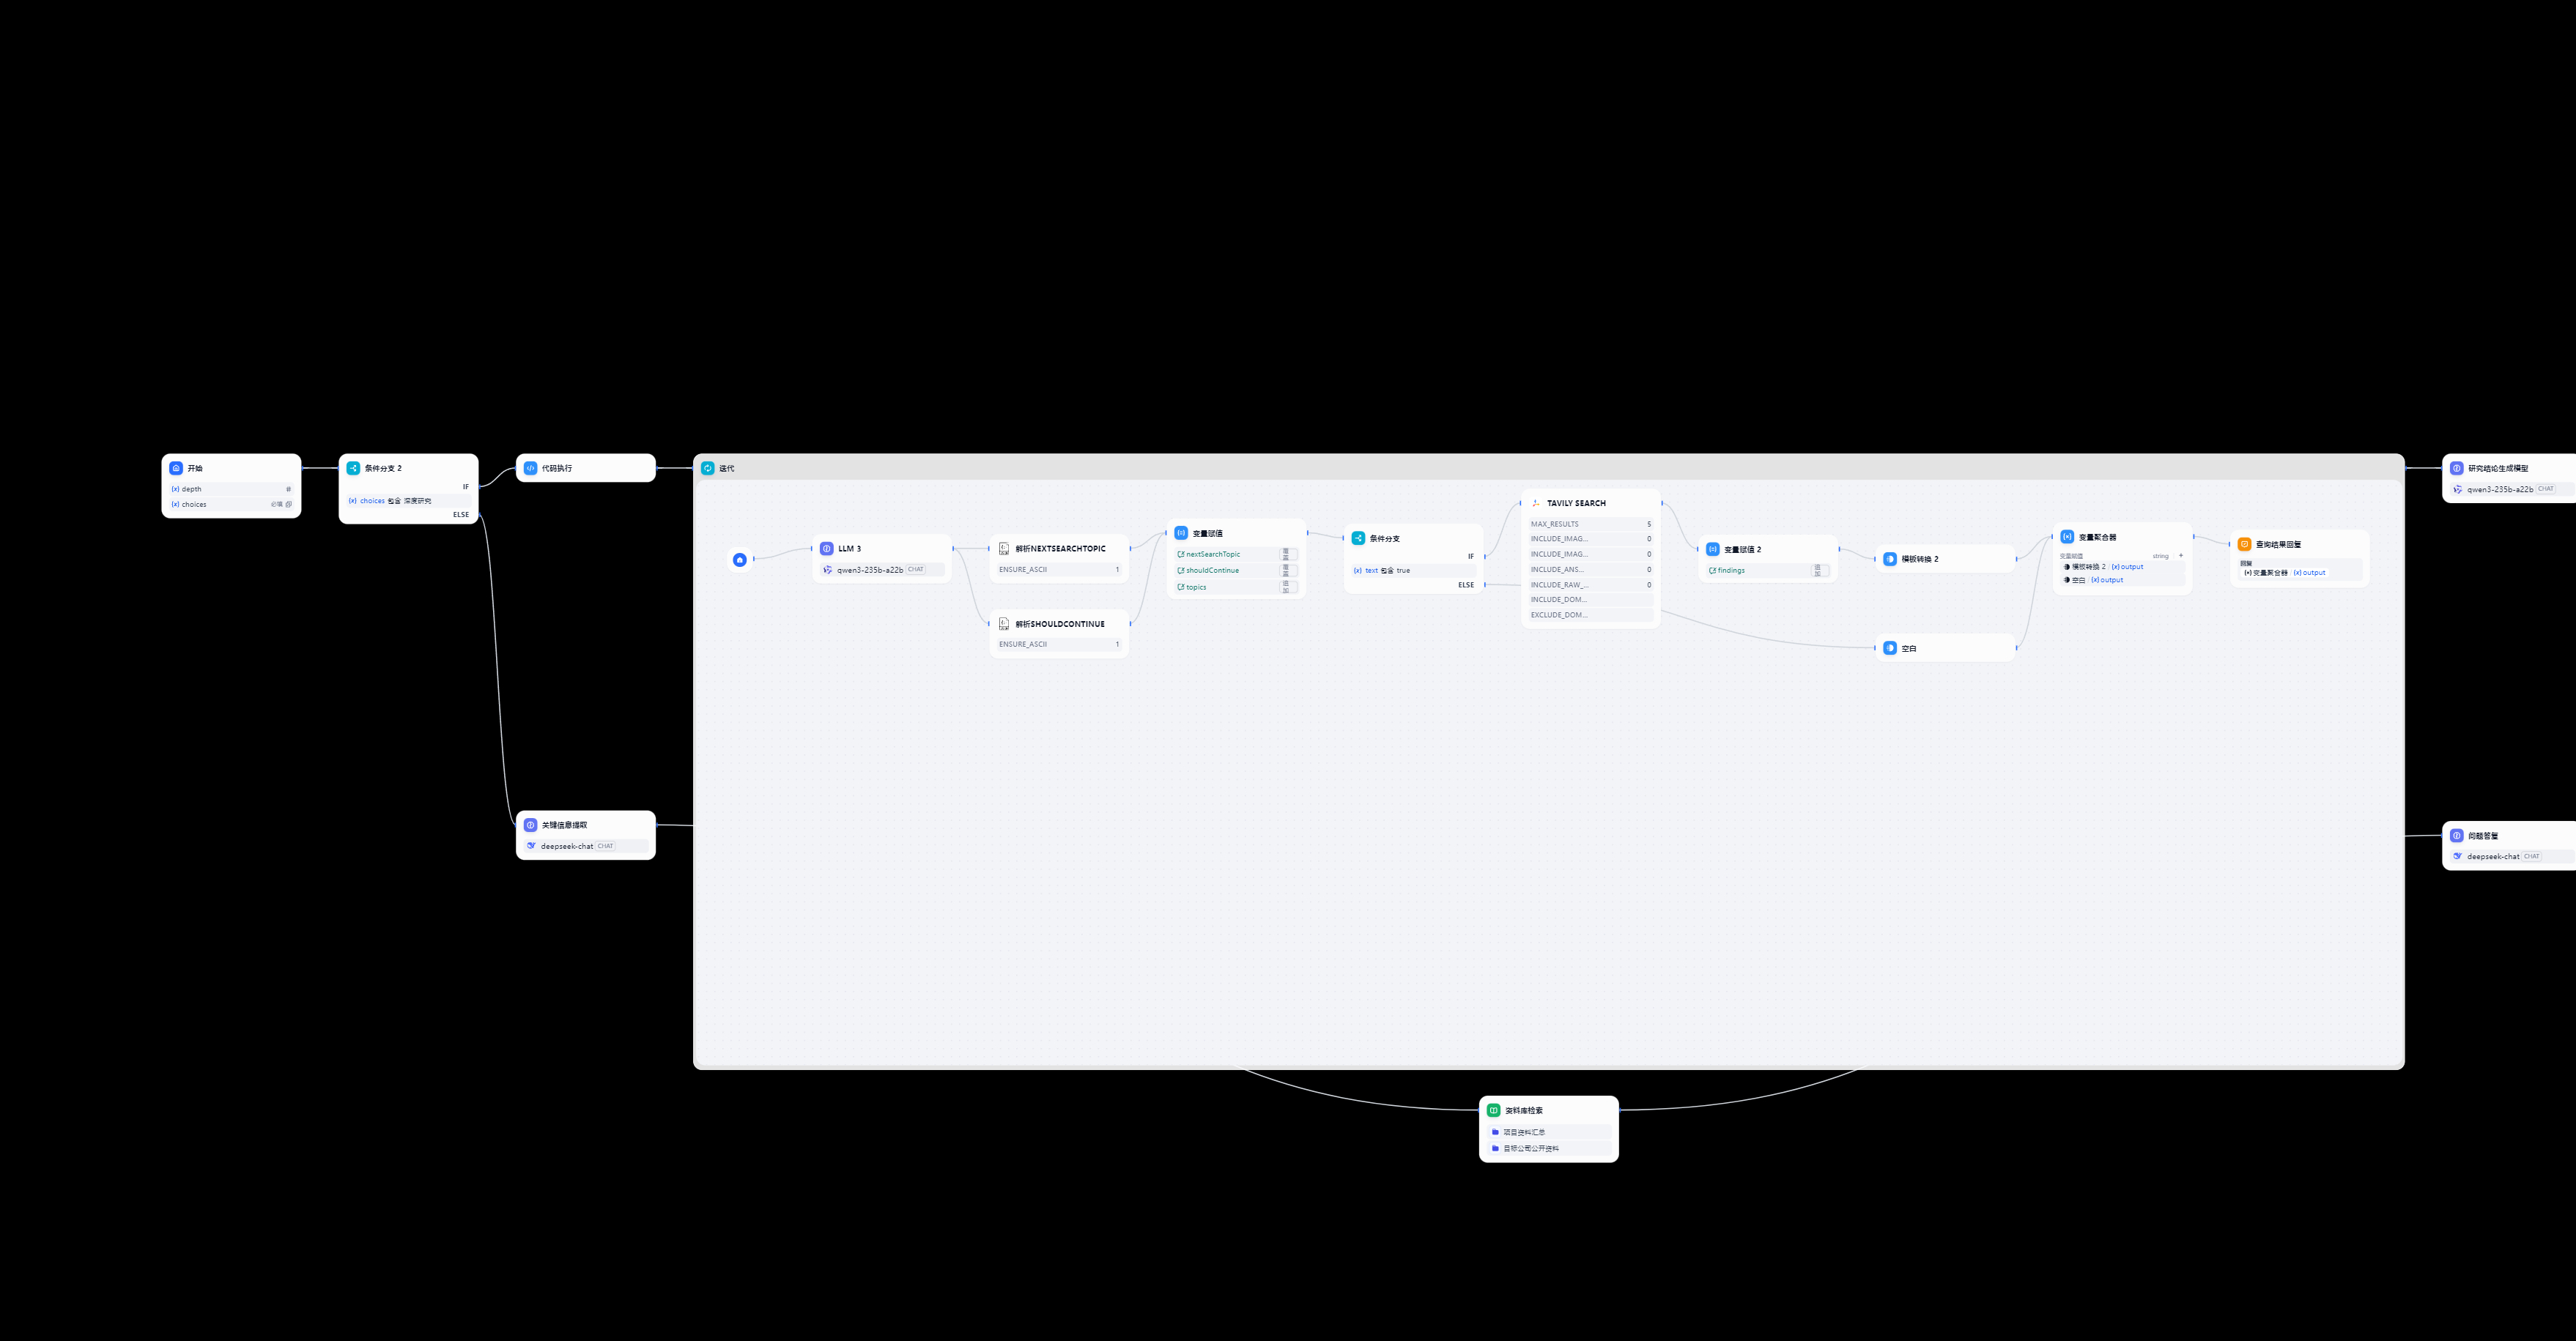 开始
depth
#
choices
必填
条件分支 2
IF
choices 包含 深度研究
ELSE
代码执行
关键信息提取
deepseek-chat CHAT
迭代
LLM 3
qwen3-235b-a22b CHAT
解析NEXTSEARCHTOPIC
ENSURE_ASCII 1
解析SHOULDCONTINUE
ENSURE_ASCII 1
变量赋值
nextSearchTopic 覆盖
shouldContinue 覆盖
topics 追加
条件分支
IF
text 包含 true
ELSE
TAVILY SEARCH
MAX_RESULTS 5
INCLUDE_IMAG... 0
INCLUDE_IMAG... 0
INCLUDE_ANS... 0
INCLUDE_RAW_... 0
INCLUDE_DOM...
EXCLUDE_DOM...
变量赋值 2
findings 追加
模板转换 2
空白
变量聚合器
变量赋值 string +
模板转换 2 / {x} output
空白 / {x} output
查询结果回复
回复
变量聚合器 / {x} output
研究结论生成模型
qwen3-235b-a22b CHAT
问题答复
deepseek-chat CHAT
资料库检索
项目资料汇总
目标公司公开资料